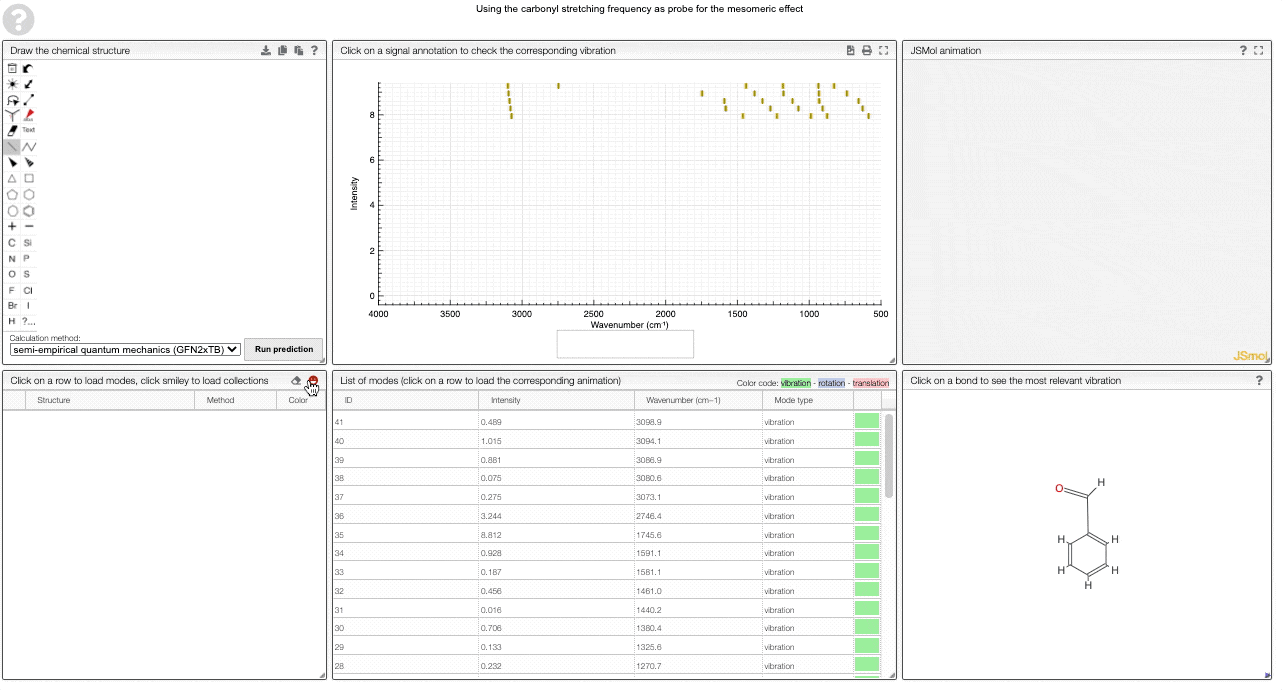 Using the carbonyl stretching frequency as probe for the mesomeric effect
?
Draw the chemical structure
?
Text
C Si
N P
O S
F Cl
Br I
H ?...
Calculation method:
semi-empirical quantum mechanics (GFN2xTB)
Run prediction
Click on a signal annotation to check the corresponding vibration
Intensity
8
6
4
2
0
4000 3500 3000 2500 2000 1500 1000 500
Wavenumber (cm⁻¹)
JSMol animation
?
JSmol
Click on a row to load modes, click smiley to load collections
Structure Method Color
List of modes (click on a row to load the corresponding animation)
Color code: vibration - rotation - translation
ID Intensity Wavenumber (cm−1) Mode type
41 0.489 3098.9 vibration
40 1.015 3094.1 vibration
39 0.881 3086.9 vibration
38 0.075 3080.6 vibration
37 0.275 3073.1 vibration
36 3.244 2746.4 vibration
35 8.812 1745.6 vibration
34 0.928 1591.1 vibration
33 0.187 1581.1 vibration
32 0.456 1461.0 vibration
31 0.016 1440.2 vibration
30 0.706 1380.4 vibration
29 0.133 1325.6 vibration
28 0.232 1270.7 vibration
Click on a bond to see the most relevant vibration
?
O H
H H
H H
H